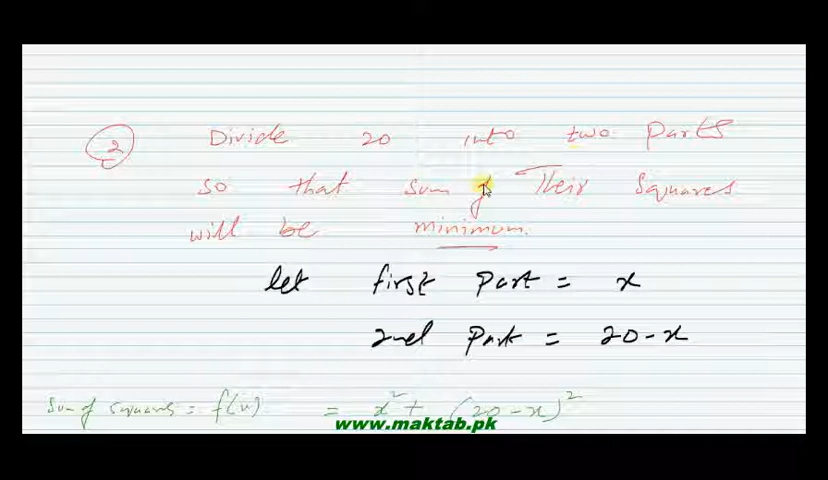 2 Divide 20 into two Parts
so that sum of Their Squares
will be minimum.
let first Part = x
2nd Part = 20-x
Sum of squares = f(x) = x² + (20-x)²
www.maktab.pk